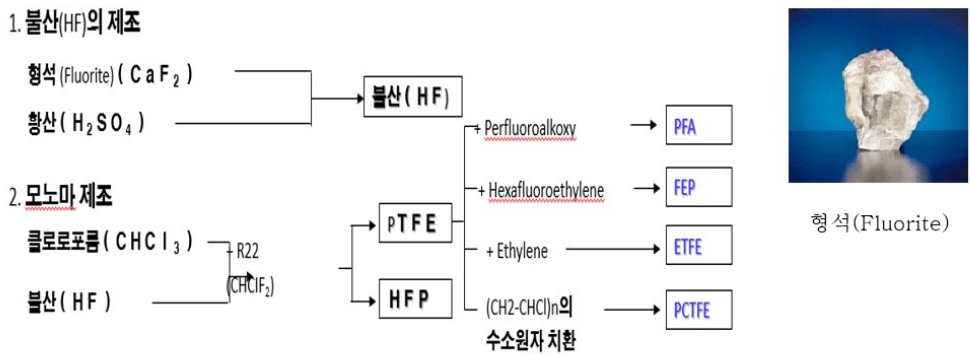 1. 불산(HF)의 제조
형석 (Fluorite) ( C a F 2 )
황산 ( H 2 S O 4 )
불산 ( H F )
2. 모노마 제조
클로로포름 ( C H C l 3 )
불산 ( H F )
R22
(CHClF2)
P T F E
H F P
+ Perfluoroalkoxy
PFA
+ Hexafluoroethylene
FEP
+ Ethylene
ETFE
(CH2-CHCl)n의
수소원자 치환
PCTFE
형석(Fluorite)